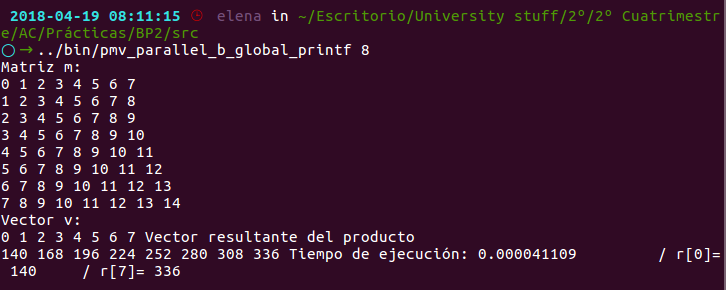 2018-04-19 08:11:15 elena in ~/Escritorio/University stuff/2º/2º Cuatrimestr
e/AC/Prácticas/BP2/src
○ → ../bin/pmv_parallel_b_global_printf 8
Matriz m:
0 1 2 3 4 5 6 7
1 2 3 4 5 6 7 8
2 3 4 5 6 7 8 9
3 4 5 6 7 8 9 10
4 5 6 7 8 9 10 11
5 6 7 8 9 10 11 12
6 7 8 9 10 11 12 13
7 8 9 10 11 12 13 14
Vector v:
0 1 2 3 4 5 6 7 Vector resultante del producto
140 168 196 224 252 280 308 336 Tiempo de ejecución: 0.000041109 / r[0]=
140 / r[7]= 336